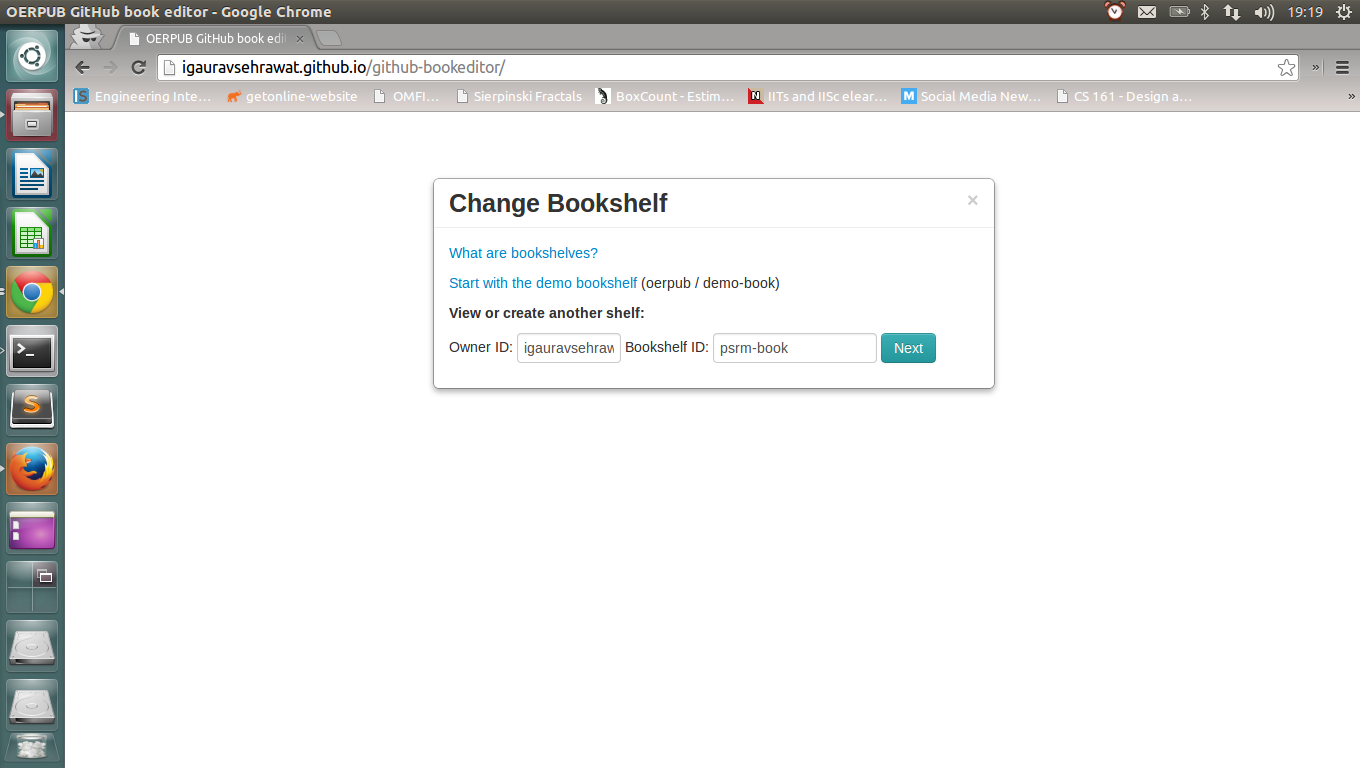 OERPUB GitHub book editor - Google Chrome
19:19
OERPUB GitHub book edi
igauravsehrawat.github.io/github-bookeditor/
Engineering Inte... getonline-website OMFI... Sierpinski Fractals BoxCount - Estim... IITs and IISc elear... Social Media New... CS 161 - Design a... »
Change Bookshelf ×
What are bookshelves?
Start with the demo bookshelf (oerpub / demo-book)
View or create another shelf:
Owner ID: igauravsehraw Bookshelf ID: psrm-book Next